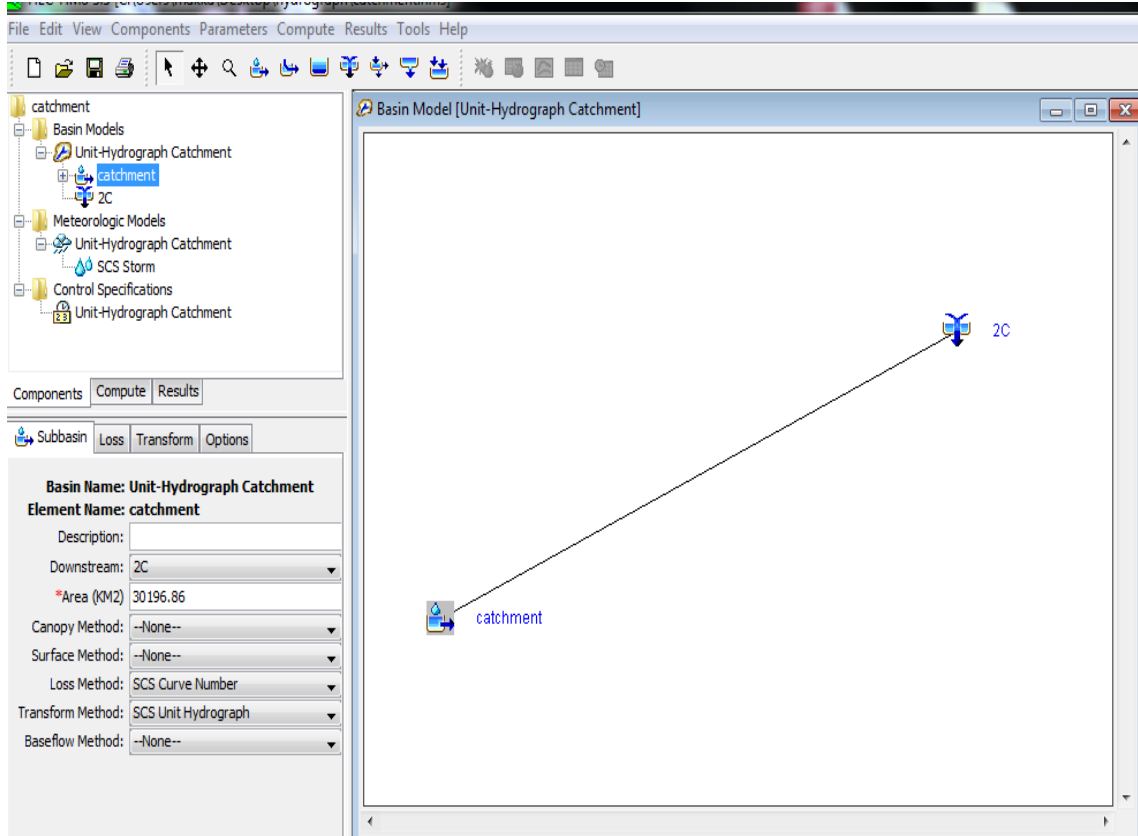 File Edit View Components Parameters Compute Results Tools Help
catchment
Basin Models
Unit-Hydrograph Catchment
catchment
2C
Meteorologic Models
Unit-Hydrograph Catchment
SCS Storm
Control Specifications
Unit-Hydrograph Catchment
Components Compute Results
Subbasin Loss Transform Options
Basin Name: Unit-Hydrograph Catchment
Element Name: catchment
Description:
Downstream: 2C
*Area (KM2) 30196.86
Canopy Method: --None--
Surface Method: --None--
Loss Method: SCS Curve Number
Transform Method: SCS Unit Hydrograph
Baseflow Method: --None--
Basin Model [Unit-Hydrograph Catchment]
2C
catchment